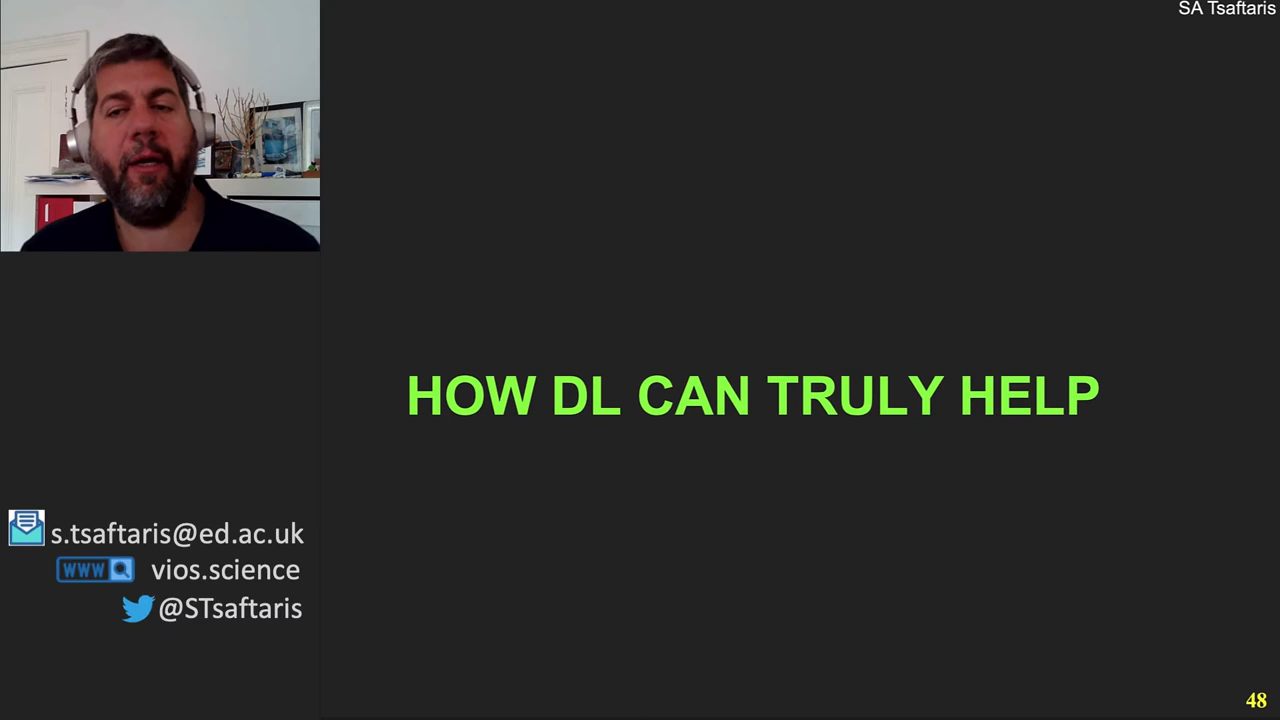 SA Tsaftaris
HOW DL CAN TRULY HELP
s.tsaftaris@ed.ac.uk
WWW vios.science
@STsaftaris
48